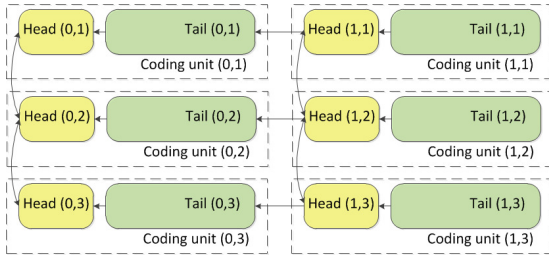 Head (0,1) Tail (0,1) Head (1,1) Tail (1,1)
Coding unit (0,1) Coding unit (1,1)
Head (0,2) Tail (0,2) Head (1,2) Tail (1,2)
Coding unit (0,2) Coding unit (1,2)
Head (0,3) Tail (0,3) Head (1,3) Tail (1,3)
Coding unit (0,3) Coding unit (1,3)